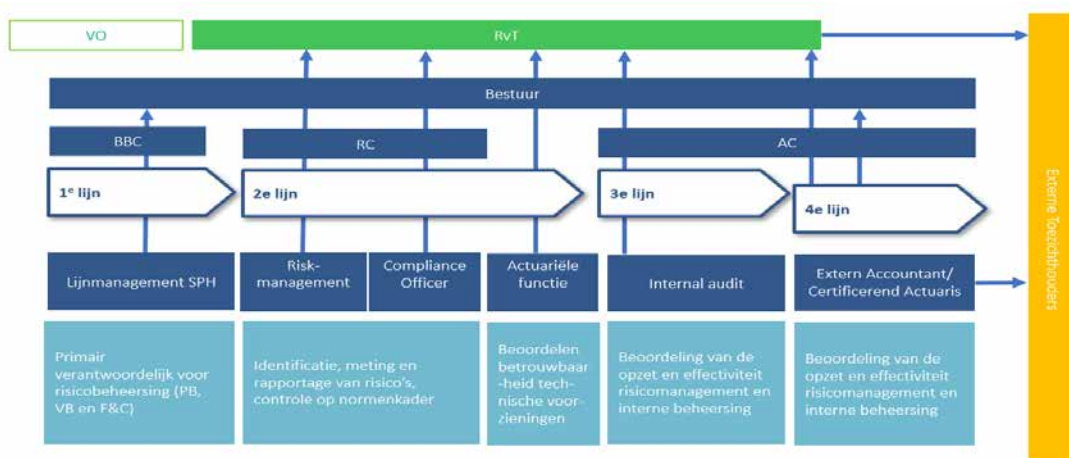 VO
RvT
Bestuur
BBC
RC
AC
1e lijn
2e lijn
3e lijn
4e lijn
Lijnmanagement SPH
Risk-
management
Compliance
Officer
Actuariële
functie
Internal audit
Extern Accountant/
Certificerend Actuaris
Primair
verantwoordelijk voor
risicobeheersing (PB,
VB en F&C)
Identificatie, meting en
rapportage van risico's,
controle op normenkader
Beoordelen
betrouwbaar
-heid tech-
nische voor-
zieningen
Beoordeling van de
opzet en effectiviteit
risicomanagement en
interne beheersing
Beoordeling van de
opzet en effectiviteit
risicomanagement en
interne beheersing
Externe Toezichthouders